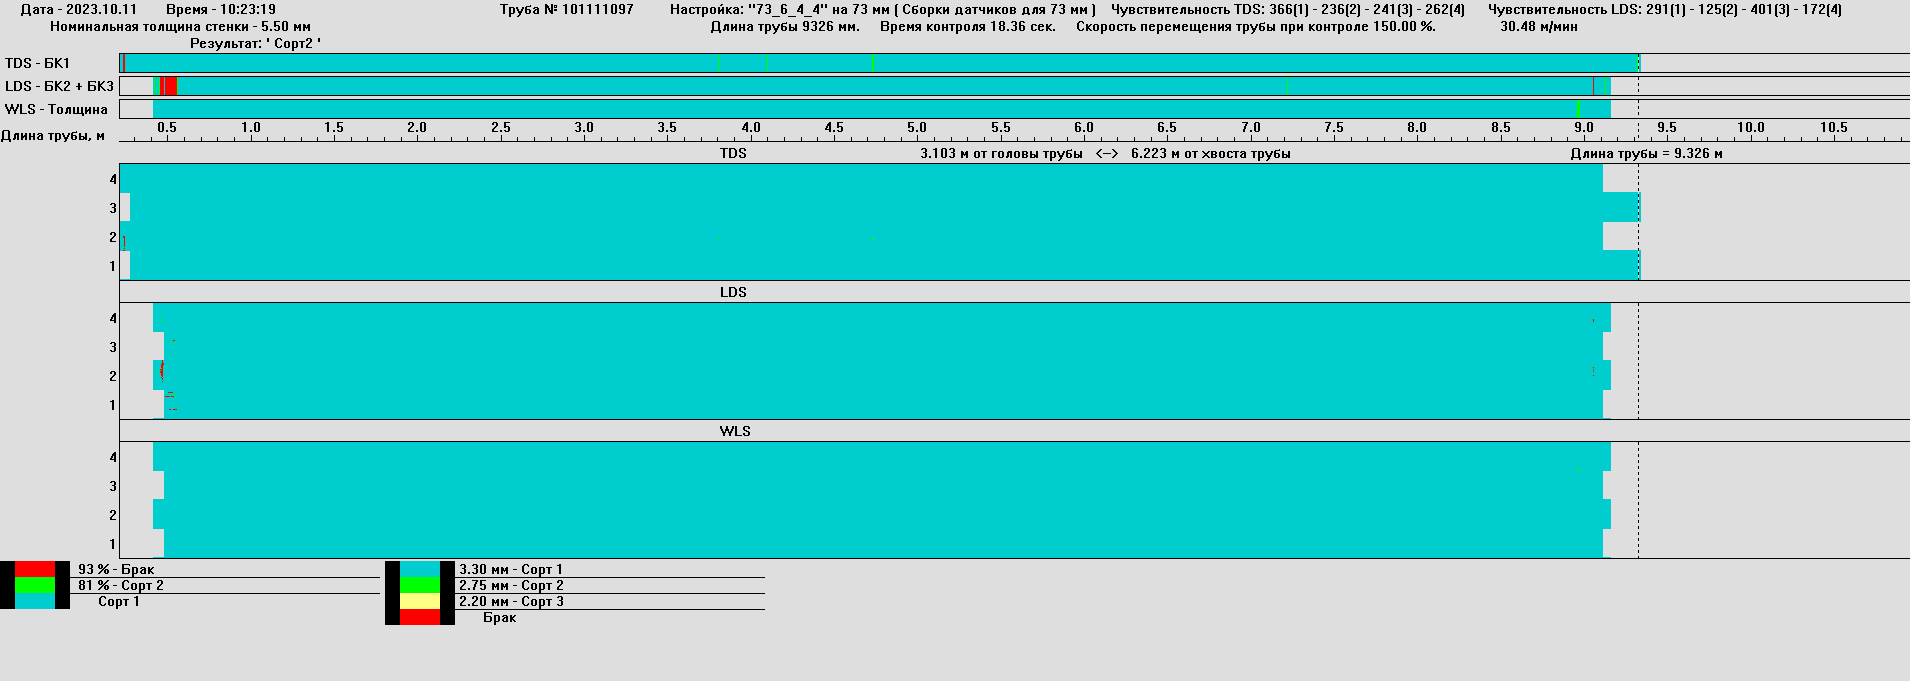 Дата - 2023.10.11 Время - 10:23:19 Труба № 101111097 Настройка: "73_6_4_4" на 73 мм ( Сборки датчиков для 73 мм ) Чувствительность TDS: 366(1) - 236(2) - 241(3) - 262(4) Чувствительность LDS: 291(1) - 125(2) - 401(3) - 172(4)
Номинальная толщина стенки - 5.50 мм Длина трубы 9326 мм. Время контроля 18.36 сек. Скорость перемещения трубы при контроле 150.00 %. 30.48 м/мин
Результат: ' Сорт2 '
TDS - БК1
LDS - БК2 + БК3
WLS - Толщина
Длина трубы, м 0.5 1.0 1.5 2.0 2.5 3.0 3.5 4.0 4.5 5.0 5.5 6.0 6.5 7.0 7.5 8.0 8.5 9.0 9.5 10.0 10.5
TDS 3.103 м от головы трубы <-> 6.223 м от хвоста трубы Длина трубы = 9.326 м
4
3
2
1
LDS
4
3
2
1
WLS
4
3
2
1
93 % - Брак
81 % - Сорт 2
Сорт 1
3.30 мм - Сорт 1
2.75 мм - Сорт 2
2.20 мм - Сорт 3
Брак